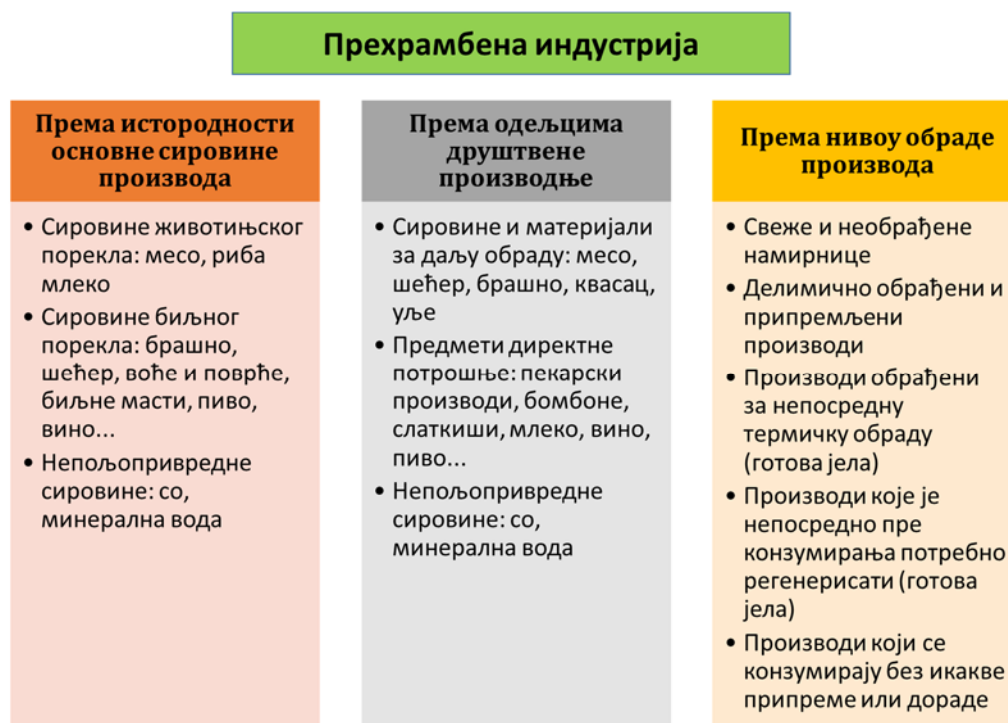 Прехрамбена индустрија
Према истородности
основне сировине
производа
• Сировине животињског
порекла: месо, риба
млеко
• Сировине биљног
порекла: брашно,
шећер, воће и поврће,
биљне масти, пиво,
вино...
• Непољопривредне
сировине: со,
минерална вода
Према одељцима
друштвене
производње
• Сировине и материјали
за даљу обраду: месо,
шећер, брашно, квасац,
уље
• Предмети директне
потрошње: пекарски
производи, бомбоне,
слаткиши, млеко, вино,
пиво...
• Непољопривредне
сировине: со,
минерална вода
Према нивоу обраде
производа
• Свеже и необрађене
намирнице
• Делимично обрађени и
припремљени
производи
• Производи обрађени
за непосредну
термичку обраду
(готова јела)
• Производи које је
непосредно пре
конзумирања потребно
регенерисати (готова
јела)
• Производи који се
конзумирају без икакве
припреме или дораде